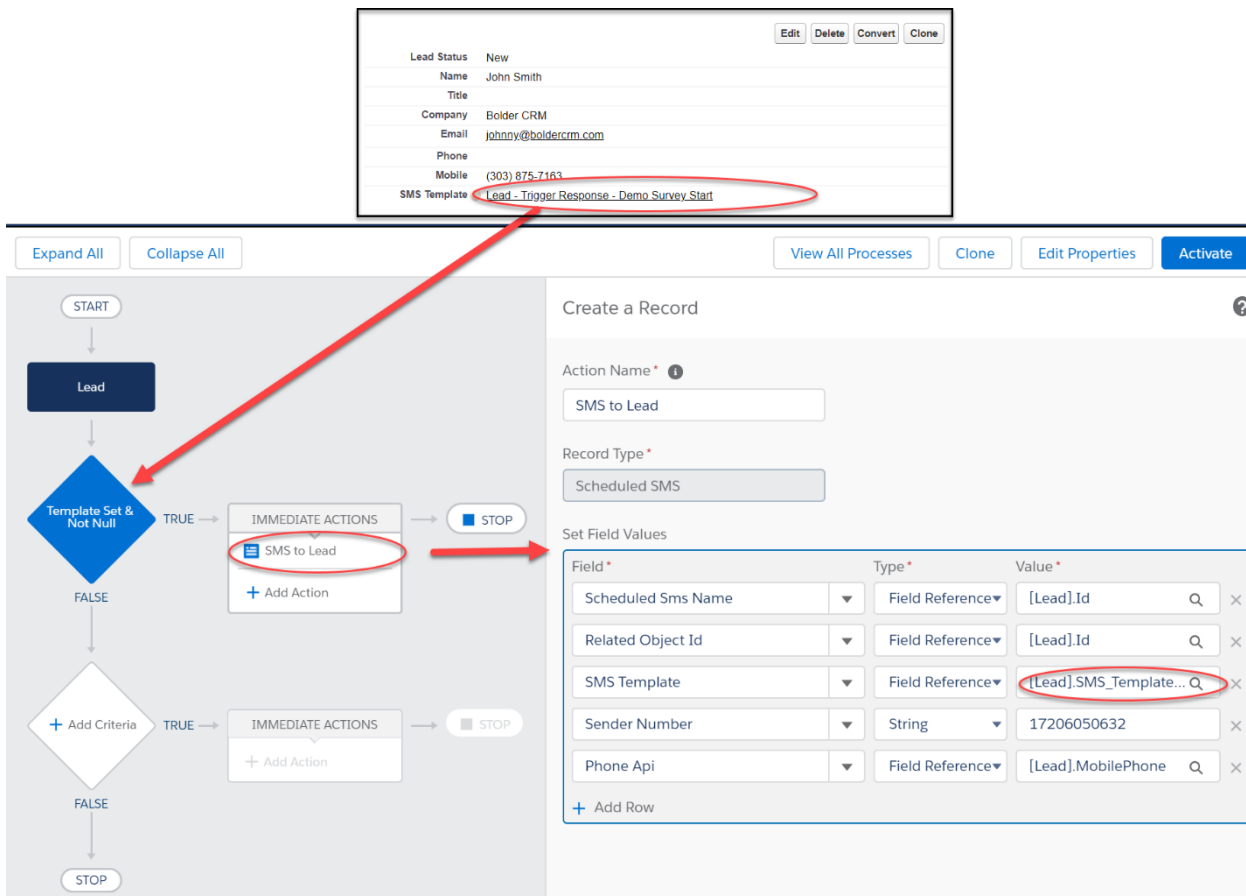 Edit Delete Convert Clone
Lead Status New
Name John Smith
Title
Company Bolder CRM
Email johnny@boldercrm.com
Phone
Mobile (303) 875-7163
SMS Template Lead - Trigger Response - Demo Survey Start
Expand All Collapse All View All Processes Clone Edit Properties Activate
START
Lead
Template Set &
Not Null
TRUE
IMMEDIATE ACTIONS
SMS to Lead
+ Add Action
STOP
FALSE
+ Add Criteria
TRUE
IMMEDIATE ACTIONS
+ Add Action
STOP
FALSE
STOP
Create a Record ?
Action Name* i
SMS to Lead
Record Type*
Scheduled SMS
Set Field Values
Field* Type* Value*
Scheduled Sms Name Field Reference [Lead].Id
Related Object Id Field Reference [Lead].Id
SMS Template Field Reference [Lead].SMS_Template...
Sender Number String 17206050632
Phone Api Field Reference [Lead].MobilePhone
+ Add Row